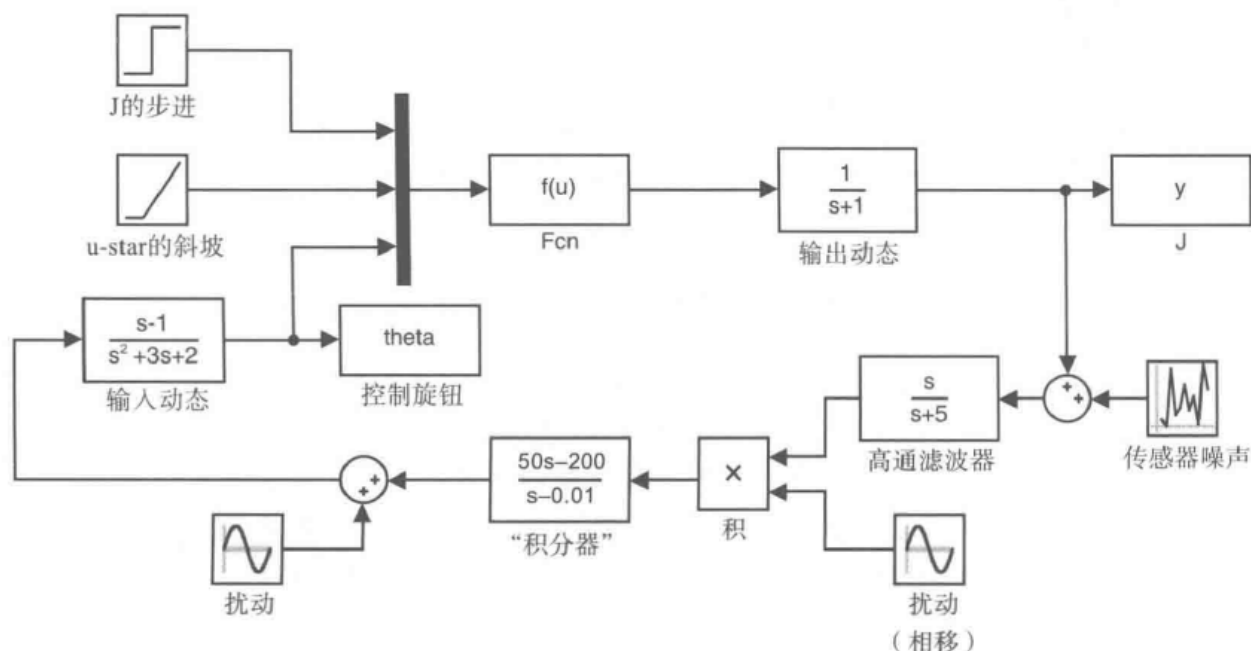 J的步进
u-star的斜坡
f(u)
Fcn
1
s+1
输出动态
y
J
s-1
s²+3s+2
输入动态
theta
控制旋钮
s
s+5
高通滤波器
++
传感器噪声
50s–200
s–0.01
“积分器”
×
积
++
扰动
扰动
（相移）